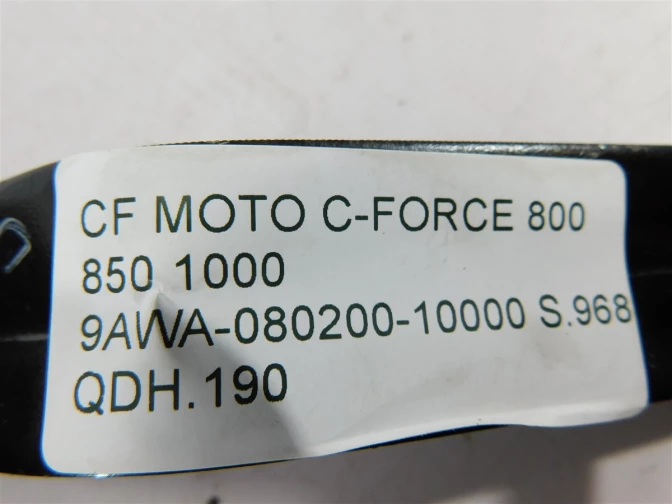 CF MOTO C-FORCE 800
850 1000
9AWA-080200-10000 S.968
QDH.190